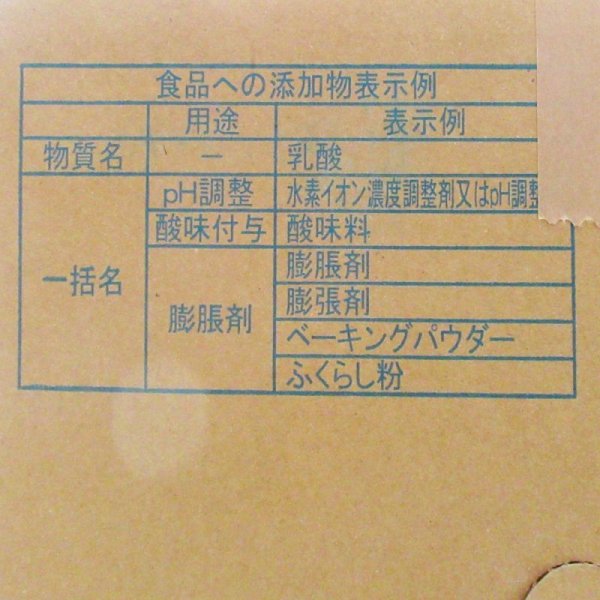 食品への添加物表示例
用途 表示例
物質名 － 乳酸
一括名 pH調整 水素イオン濃度調整剤又はpH調整
酸味付与 酸味料
膨脹剤 膨脹剤
膨張剤
ベーキングパウダー
ふくらし粉